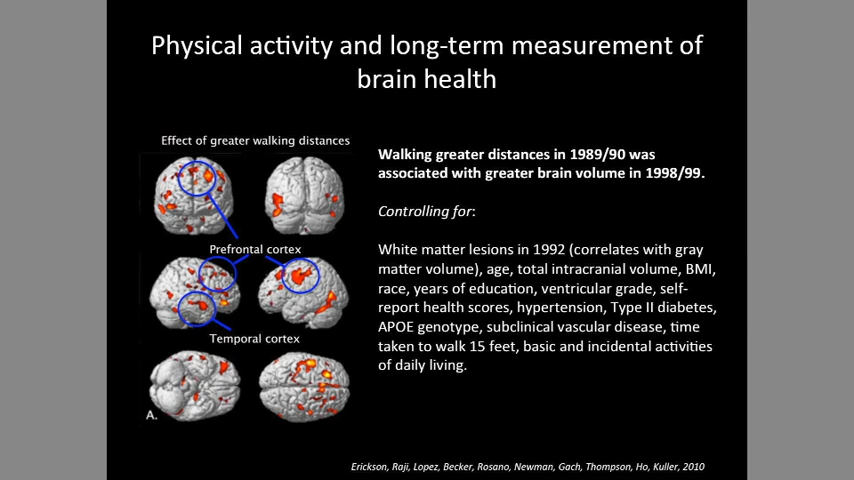 Physical activity and long-term measurement of
brain health
Effect of greater walking distances
Prefrontal cortex
Temporal cortex
A.
Walking greater distances in 1989/90 was
associated with greater brain volume in 1998/99.
Controlling for:
White matter lesions in 1992 (correlates with gray
matter volume), age, total intracranial volume, BMI,
race, years of education, ventricular grade, self-
report health scores, hypertension, Type II diabetes,
APOE genotype, subclinical vascular disease, time
taken to walk 15 feet, basic and incidental activities
of daily living.
Erickson, Raji, Lopez, Becker, Rosano, Newman, Gach, Thompson, Ho, Kuller, 2010